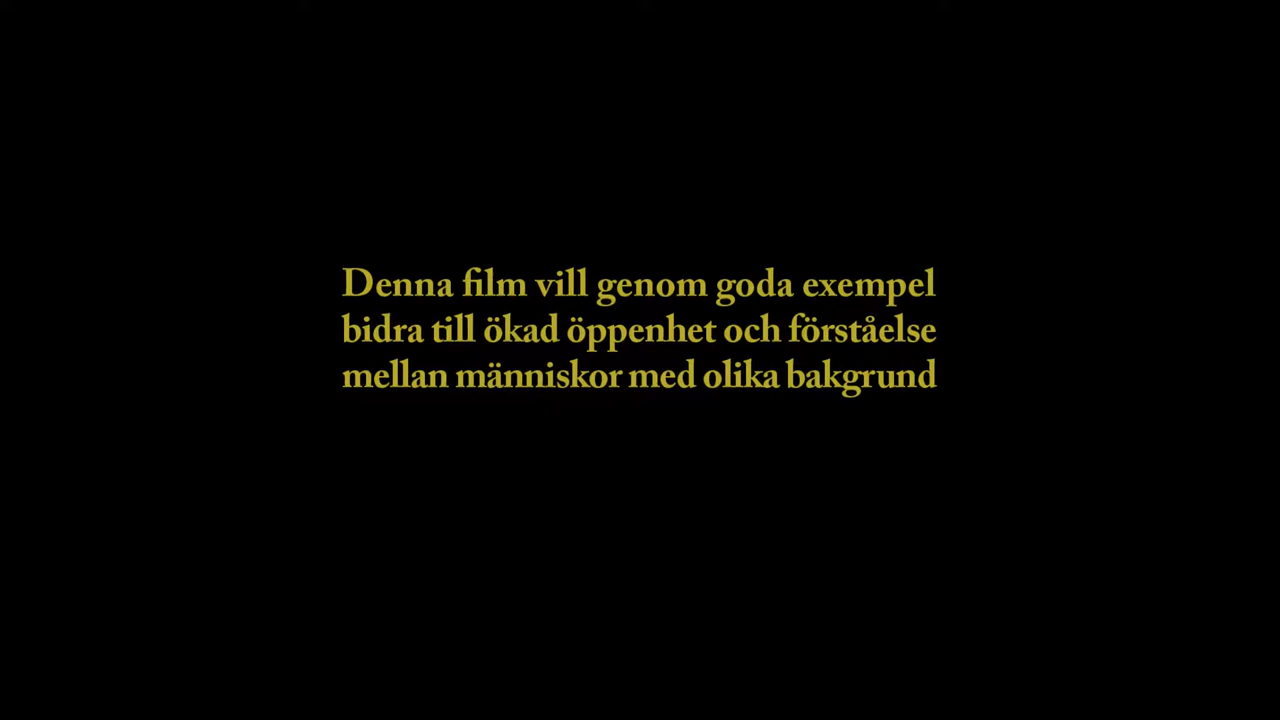 Denna film vill genom goda exempel
bidra till ökad öppenhet och förståelse
mellan människor med olika bakgrund